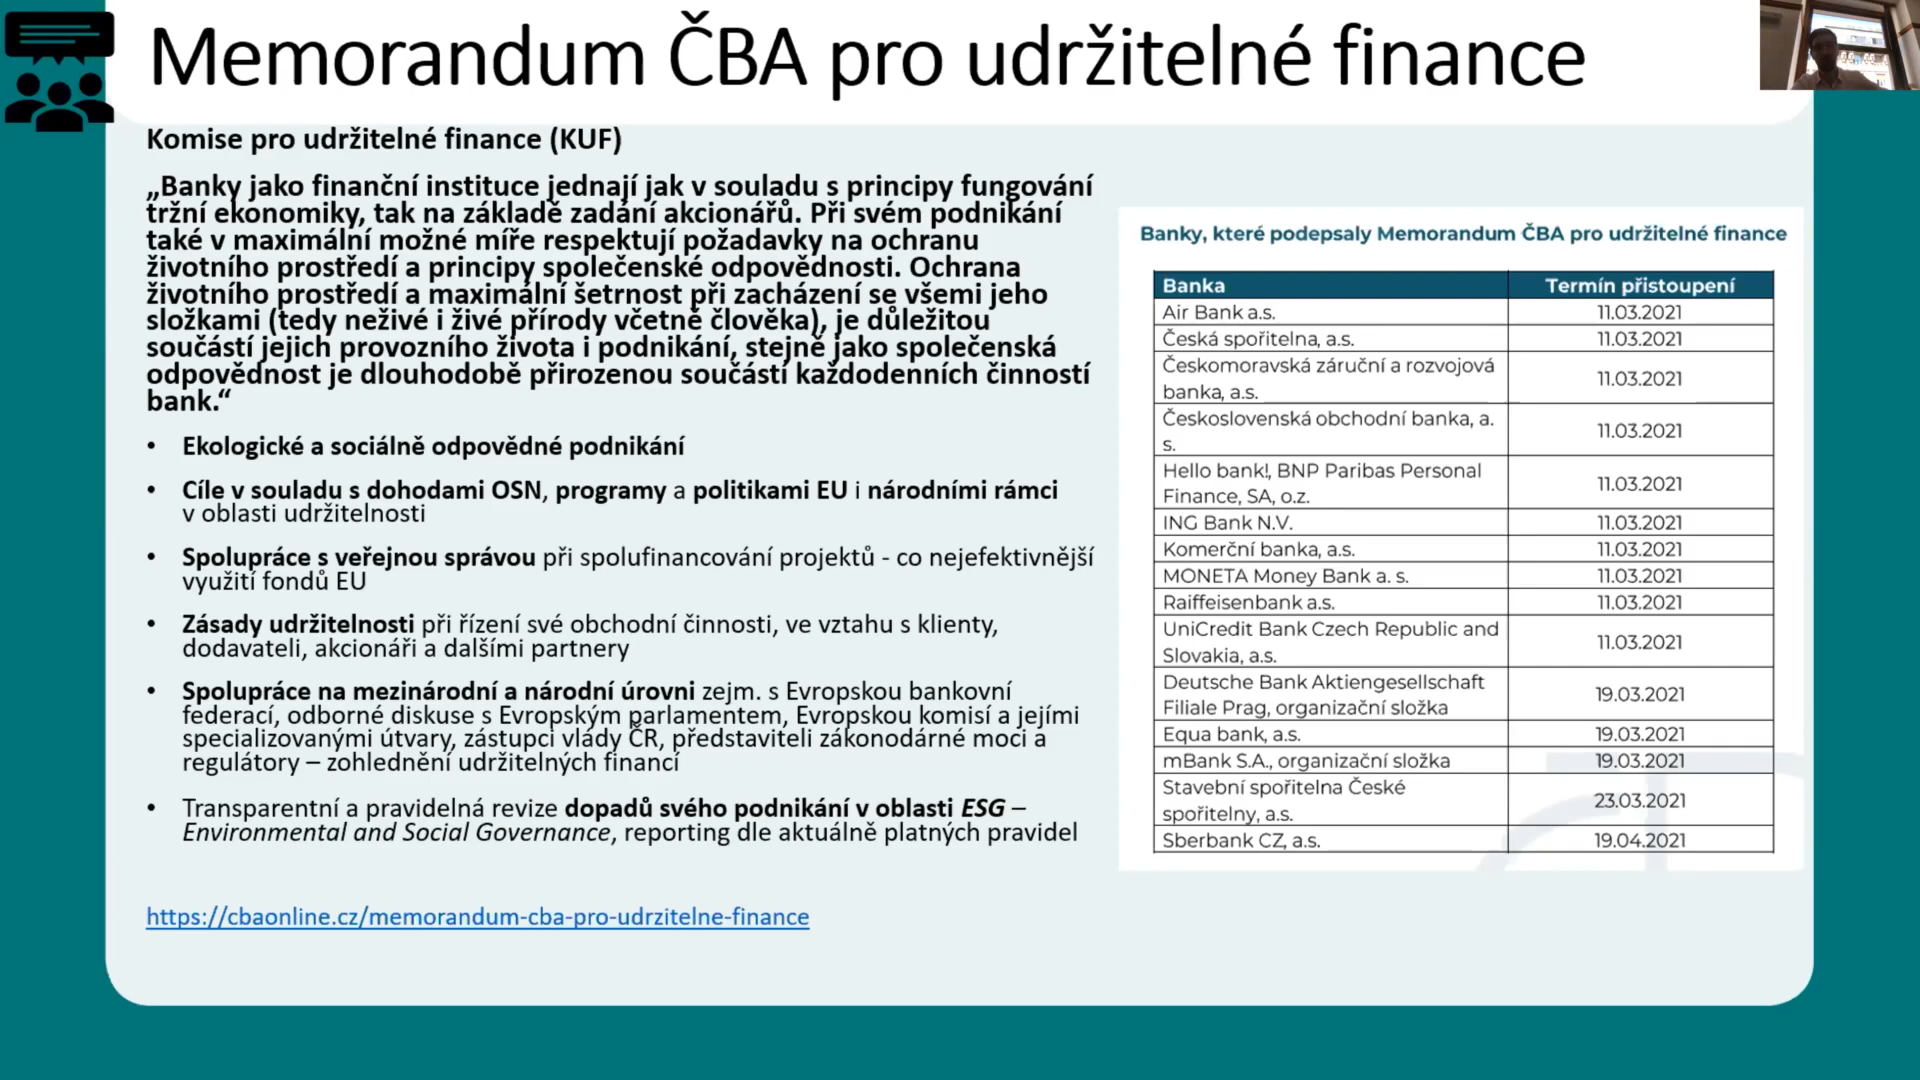 Memorandum ČBA pro udržitelné finance
Komise pro udržitelné finance (KUF)
„Banky jako finanční instituce jednají jak v souladu s principy fungování
tržní ekonomiky, tak na základě zadání akcionářů. Při svém podnikání
také v maximální možné míře respektují požadavky na ochranu
životního prostředí a principy společenské odpovědnosti. Ochrana
životního prostředí a maximální šetrnost při zacházení se všemi jeho
složkami (tedy neživé i živé přírody včetně člověka), je důležitou
součástí jejich provozního života i podnikání, stejně jako společenská
odpovědnost je dlouhodobě přirozenou součástí každodenních činností
bank.“
• Ekologické a sociálně odpovědné podnikání
• Cíle v souladu s dohodami OSN, programy a politikami EU i národními rámci
v oblasti udržitelnosti
• Spolupráce s veřejnou správou při spolufinancování projektů - co nejefektivnější
využití fondů EU
• Zásady udržitelnosti při řízení své obchodní činnosti, ve vztahu s klienty,
dodavateli, akcionáři a dalšími partnery
• Spolupráce na mezinárodní a národní úrovni zejm. s Evropskou bankovní
federací, odborné diskuse s Evropským parlamentem, Evropskou komisí a jejími
specializovanými útvary, zástupci vlády ČR, představiteli zákonodárné moci a
regulátory – zohlednění udržitelných financí
• Transparentní a pravidelná revize dopadů svého podnikání v oblasti ESG –
Environmental and Social Governance, reporting dle aktuálně platných pravidel
https://cbaonline.cz/memorandum-cba-pro-udrzitelne-finance
Banky, které podepsaly Memorandum ČBA pro udržitelné finance
Banka Termín přistoupení
Air Bank a.s. 11.03.2021
Česká spořitelna, a.s. 11.03.2021
Českomoravská záruční a rozvojová
banka, a.s. 11.03.2021
Československá obchodní banka, a.
s. 11.03.2021
Hello bank!, BNP Paribas Personal
Finance, SA, o.z. 11.03.2021
ING Bank N.V. 11.03.2021
Komerční banka, a.s. 11.03.2021
MONETA Money Bank a. s. 11.03.2021
Raiffeisenbank a.s. 11.03.2021
UniCredit Bank Czech Republic and
Slovakia, a.s. 11.03.2021
Deutsche Bank Aktiengesellschaft
Filiale Prag, organizační složka 19.03.2021
Equa bank, a.s. 19.03.2021
mBank S.A., organizační složka 19.03.2021
Stavební spořitelna České
spořitelny, a.s. 23.03.2021
Sberbank CZ, a.s. 19.04.2021